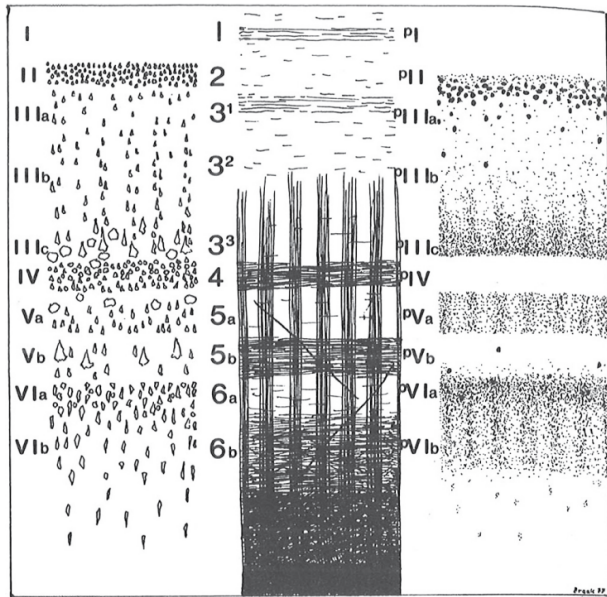 I 1 pI
II 2 pII
IIIa 3¹ pIIIa
IIIb 3² pIIIb
IIIc 3³ pIIIc
IV 4 pIV
Va 5a pVa
Vb 5b pVb
VIa 6a pVIa
VIb 6b pVIb